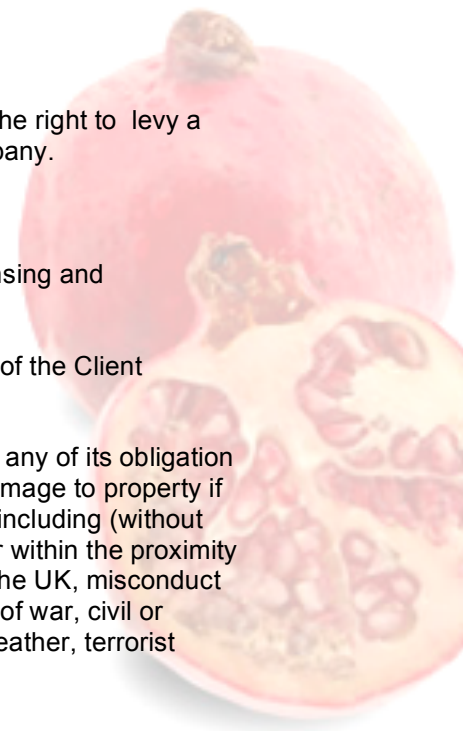 he right to levy a
pany.
sing and
of the Client
any of its obligation
mage to property if
including (without
within the proximity
he UK, misconduct
of war, civil or
eather, terrorist